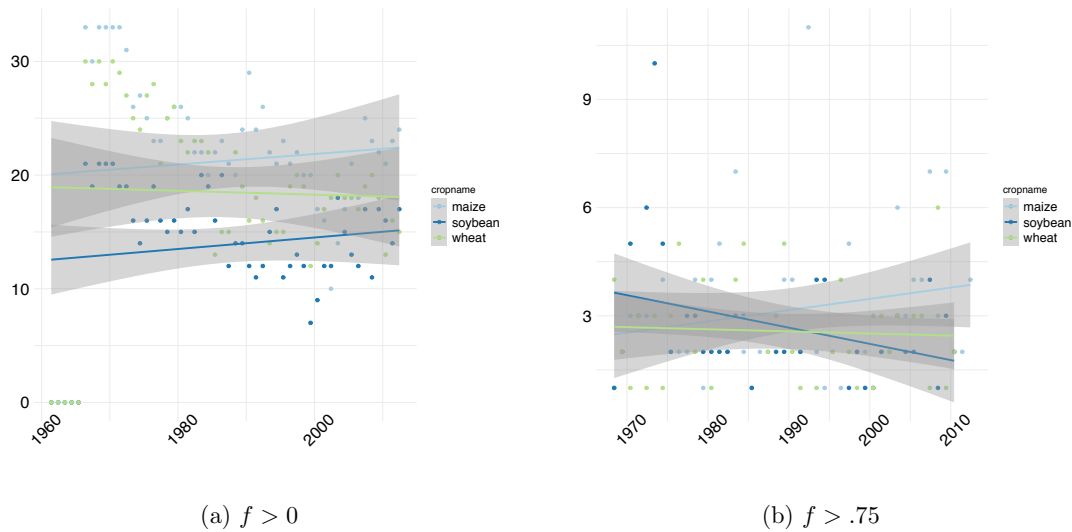 30
20
10
0
1960
1980
2000
cropname
maize
soybean
wheat
(a) f > 0
9
6
3
1970
1980
1990
2000
2010
cropname
maize
soybean
wheat
(b) f > .75